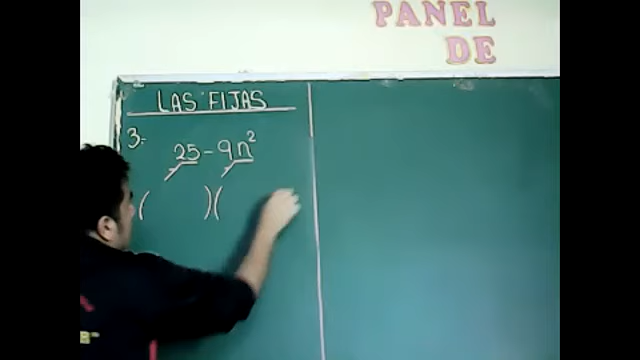 PANEL
DE
LAS FIJAS
3.-
25 - 9n²
( ) (